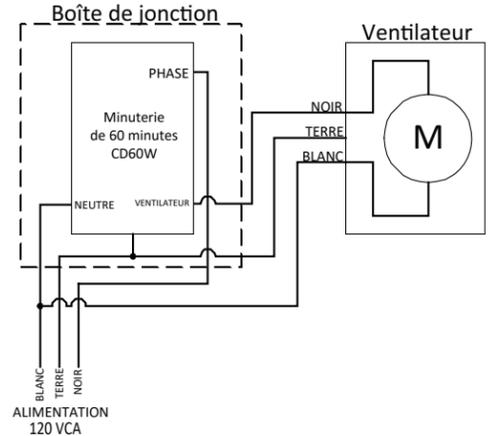 Boîte de jonction
Ventilateur
PHASE
Minuterie
de 60 minutes
CD60W
NEUTRE
VENTILATEUR
NOIR
TERRE
BLANC
M
BLANC
TERRE
NOIR
ALIMENTATION
120 VCA